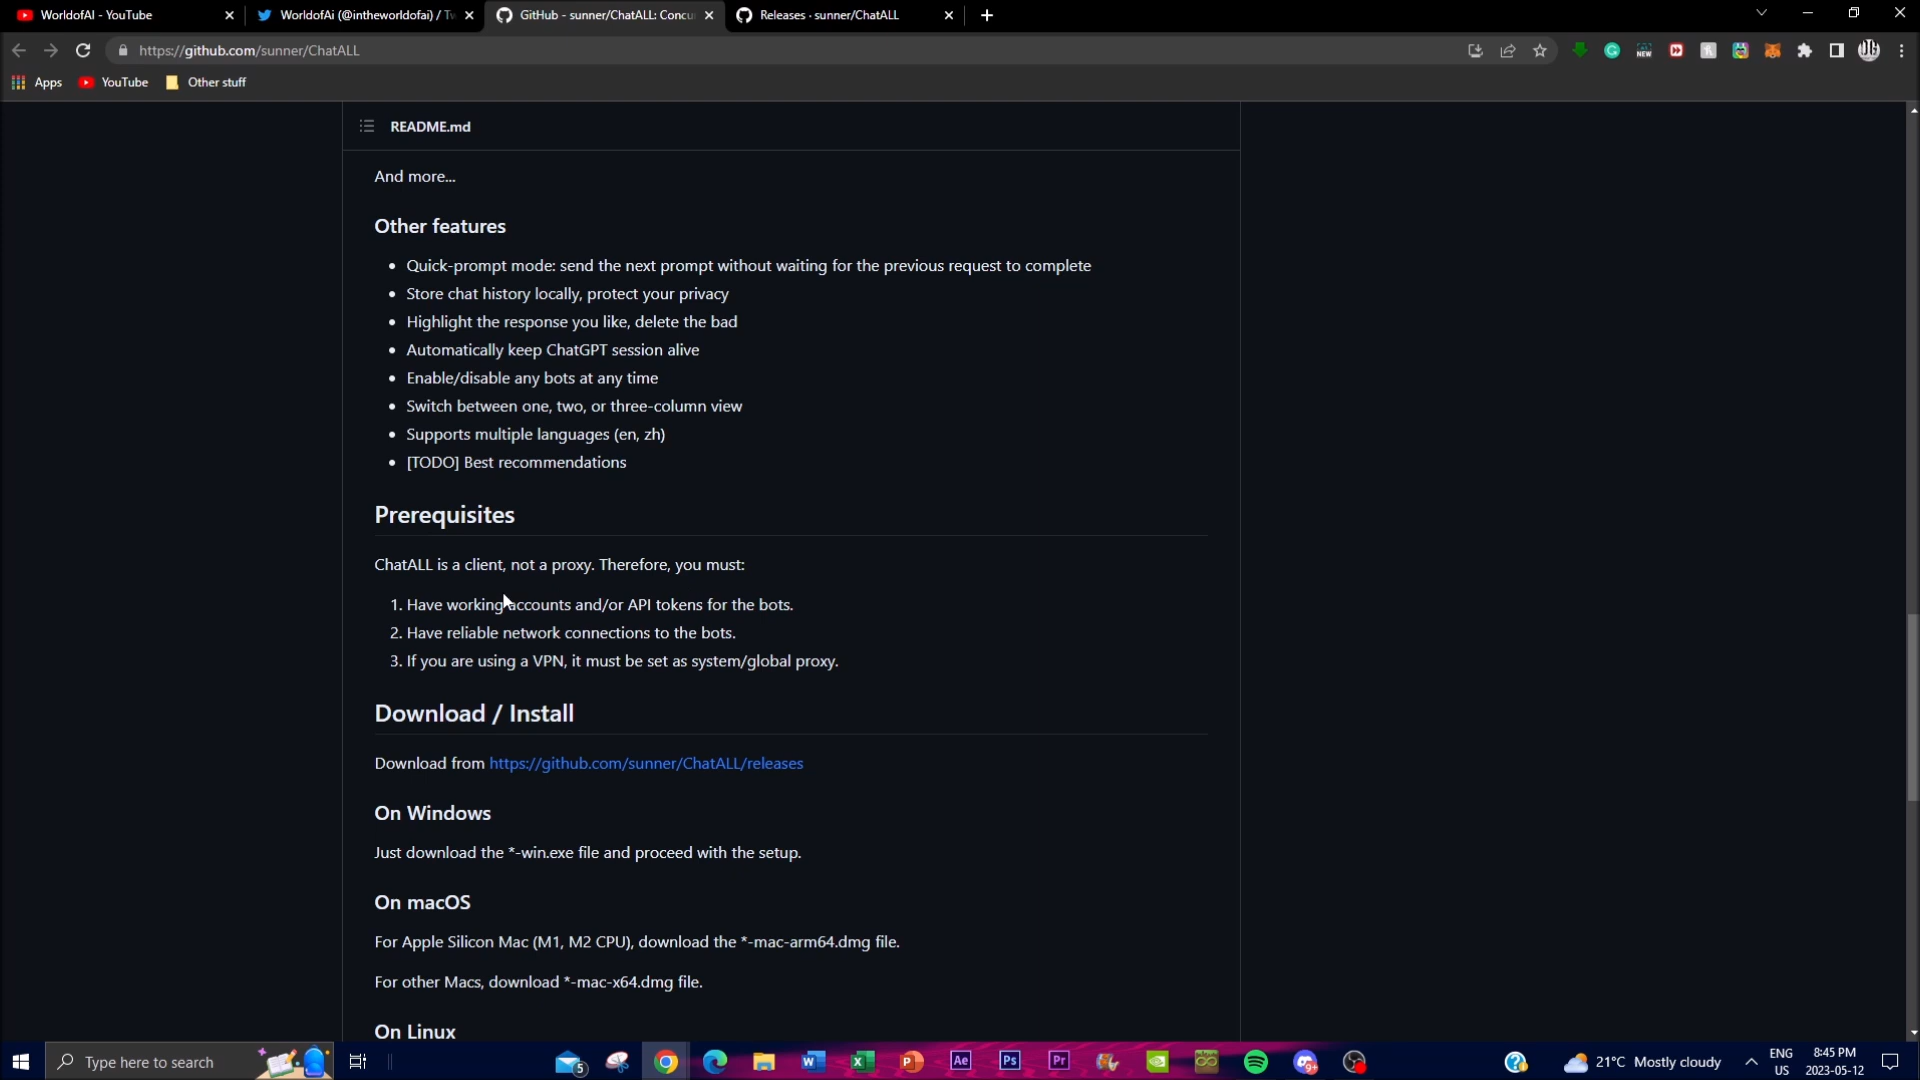 WorldofAI - YouTube
WorldofAi (@intheworldofai) / Tw
GitHub - sunner/ChatALL: Concu
Releases · sunner/ChatALL
https://github.com/sunner/ChatALL
NEW
Apps
YouTube
Other stuff
README.md
And more...
Other features
• Quick-prompt mode: send the next prompt without waiting for the previous request to complete
• Store chat history locally, protect your privacy
• Highlight the response you like, delete the bad
• Automatically keep ChatGPT session alive
• Enable/disable any bots at any time
• Switch between one, two, or three-column view
• Supports multiple languages (en, zh)
• [TODO] Best recommendations
Prerequisites
ChatALL is a client, not a proxy. Therefore, you must:
1. Have working accounts and/or API tokens for the bots.
2. Have reliable network connections to the bots.
3. If you are using a VPN, it must be set as system/global proxy.
Download / Install
Download from https://github.com/sunner/ChatALL/releases
On Windows
Just download the *-win.exe file and proceed with the setup.
On macOS
For Apple Silicon Mac (M1, M2 CPU), download the *-mac-arm64.dmg file.
For other Macs, download *-mac-x64.dmg file.
On Linux
Type here to search
5
Ae
Ps
Pr
9+
21°C Mostly cloudy
ENG
US
8:45 PM
2023-05-12